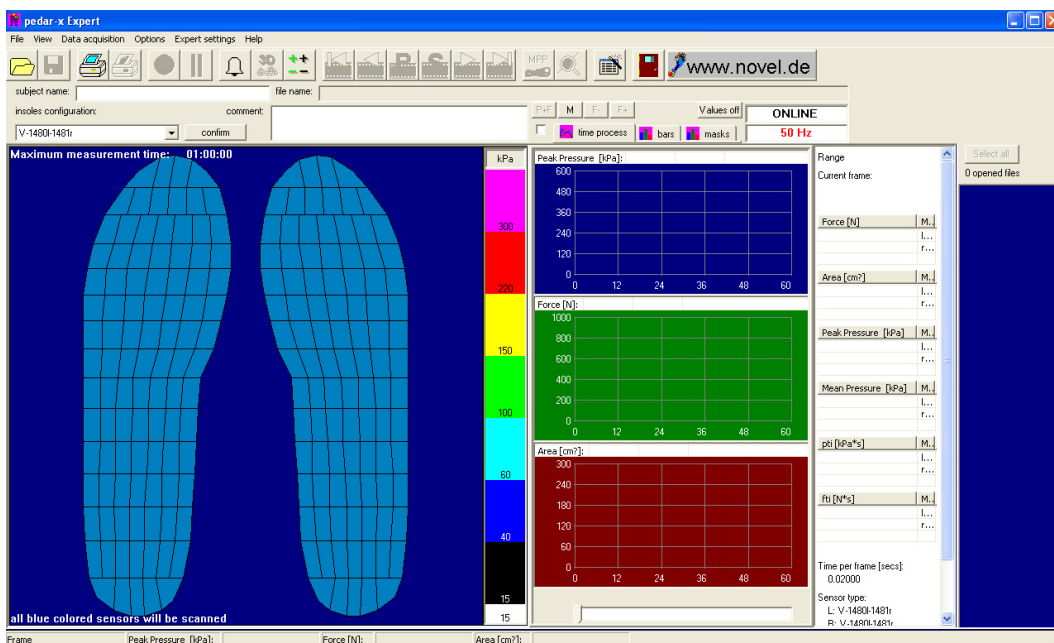 pedar-x Expert
File View Data acquisition Options Expert settings Help
3D
MPP
www.novel.de
subject name: file name:
insoles configuration: comment:
P+F M F- F+ Values off ONLINE
V-1480l-1481r confirm time process bars masks 50 Hz
Maximum measurement time: 01:00:00
kPa
300
220
150
100
60
40
15
15
all blue colored sensors will be scanned
Peak Pressure [kPa]:
600
480
360
240
120
0
0 12 24 36 48 60
Force [N]:
1000
800
600
400
200
0
0 12 24 36 48 60
Area [cm?]:
300
240
180
120
60
0
0 12 24 36 48 60
Range
Current frame:
Force [N] M..
l...
r...
Area [cm?] M..
l...
r...
Peak Pressure [kPa] M..
l...
r...
Mean Pressure [kPa] M..
l...
r...
pti [kPa*s] M..
l...
r...
fti [N*s] M..
l...
r...
Time per frame [secs]:
0.02000
Sensor type:
L: V-1480l-1481r
R: V-1480l-1481r
Select all
0 opened files
Frame Peak Pressure [kPa]: Force [N]: Area [cm?]: